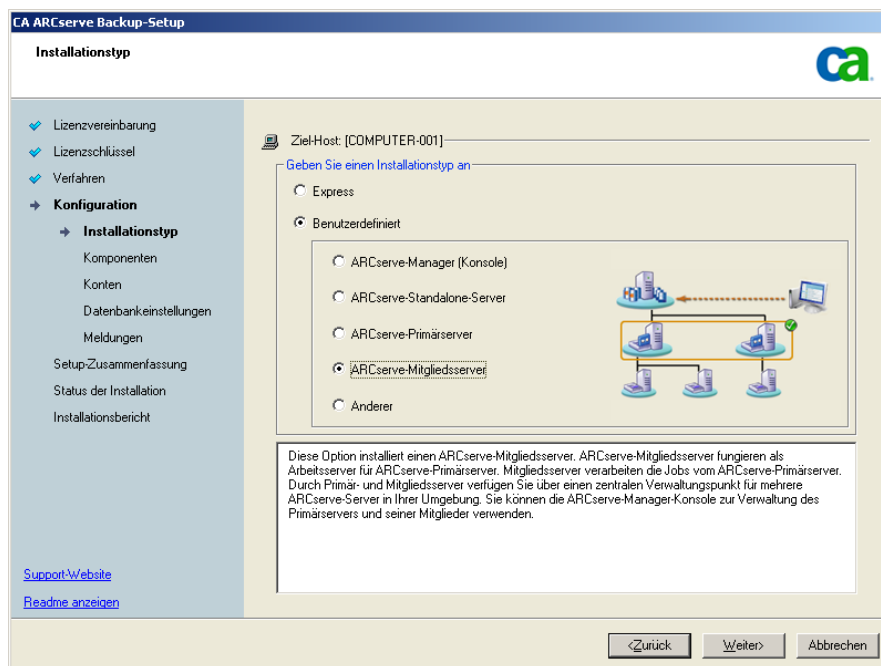 CA ARCserve Backup-Setup
Installationstyp
ca
Lizenzvereinbarung
Lizenzschlüssel
Verfahren
Konfiguration
Installationstyp
Komponenten
Konten
Datenbankeinstellungen
Meldungen
Setup-Zusammenfassung
Status der Installation
Installationsbericht
Support-Website
Readme anzeigen
Ziel-Host: [COMPUTER-001]
Geben Sie einen Installationstyp an
Express
Benutzerdefiniert
ARCserve-Manager (Konsole)
ARCserve-Standalone-Server
ARCserve-Primärserver
ARCserve-Mitgliedsserver
Anderer
Diese Option installiert einen ARCserve-Mitgliedsserver. ARCserve-Mitgliedsserver fungieren als
Arbeitsserver für ARCserve-Primärserver. Mitgliedsserver verarbeiten die Jobs vom ARCserve-Primärserver.
Durch Primär- und Mitgliedsserver verfügen Sie über einen zentralen Verwaltungspunkt für mehrere
ARCserve-Server in Ihrer Umgebung. Sie können die ARCserve-Manager-Konsole zur Verwaltung des
Primärservers und seiner Mitglieder verwenden.
<Zurück
Weiter>
Abbrechen